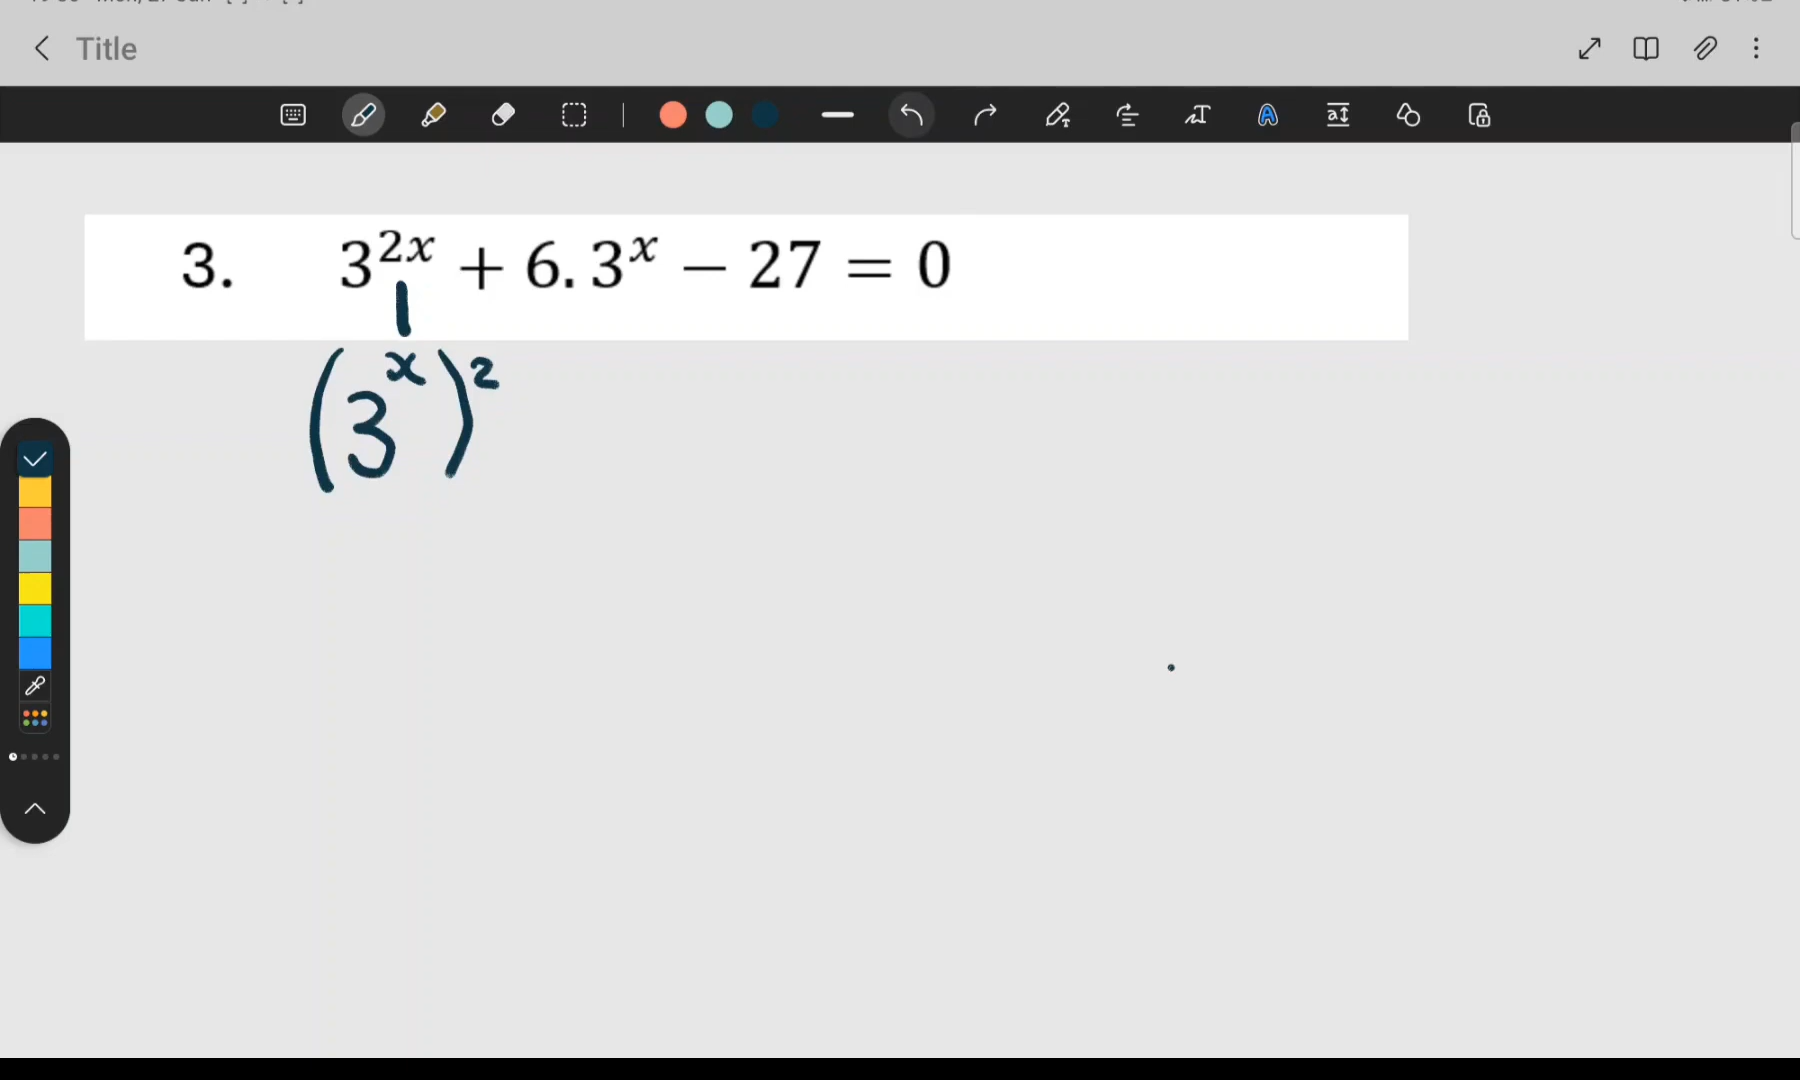 Title
3. 3^{2x} + 6. 3^x − 27 = 0
(3^x)^2